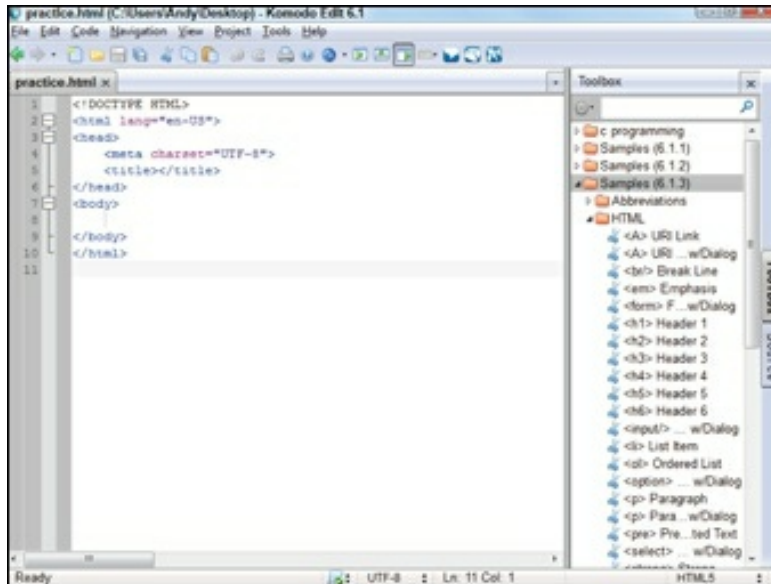 practice.html (C:\Users\Andy\Desktop) - Komodo Edit 6.1
File Edit Code Navigation View Project Tools Help
practice.html ×
1 <!DOCTYPE HTML>
2 <html lang="en-US">
3 <head>
4 <meta charset="UTF-8">
5 <title></title>
6 </head>
7 <body>
8
9 </body>
10 </html>
11
Toolbox
c programming
Samples (6.1.1)
Samples (6.1.2)
Samples (6.1.3)
Abbreviations
HTML
<A> URI Link
<A> URI ...w/Dialog
<br/> Break Line
<em> Emphasis
<form> F...w/Dialog
<h1> Header 1
<h2> Header 2
<h3> Header 3
<h4> Header 4
<h5> Header 5
<h6> Header 6
<input/> ... w/Dialog
<li> List Item
<ol> Ordered List
<option> ... w/Dialog
<p> Paragraph
<p> Para...w/Dialog
<pre> Pre...ted Text
<select> ... w/Dialog
Ready UTF-8 Ln: 11 Col: 1 HTML5